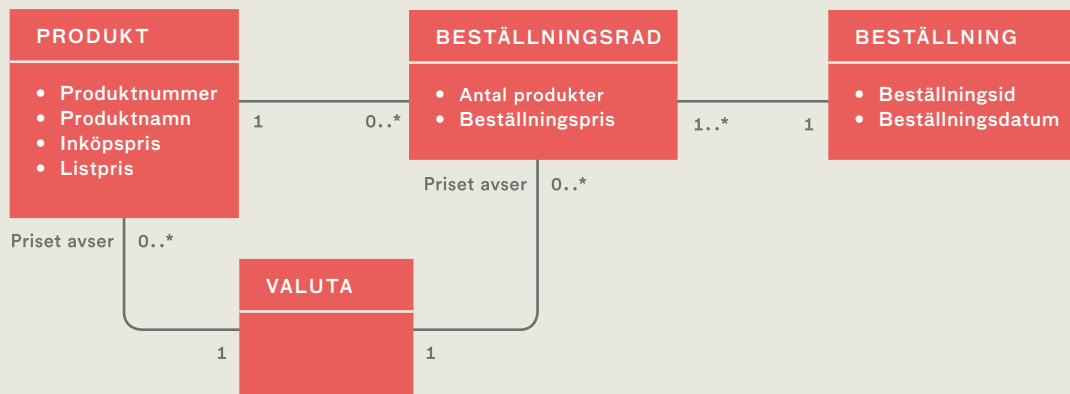 PRODUKT
• Produktnummer
• Produktnamn
• Inköpspris
• Listpris
BESTÄLLNINGSRAD
• Antal produkter
• Beställningspris
BESTÄLLNING
• Beställningsid
• Beställningsdatum
1
0..*
1..*
1
Priset avser
0..*
Priset avser
0..*
VALUTA
1
1